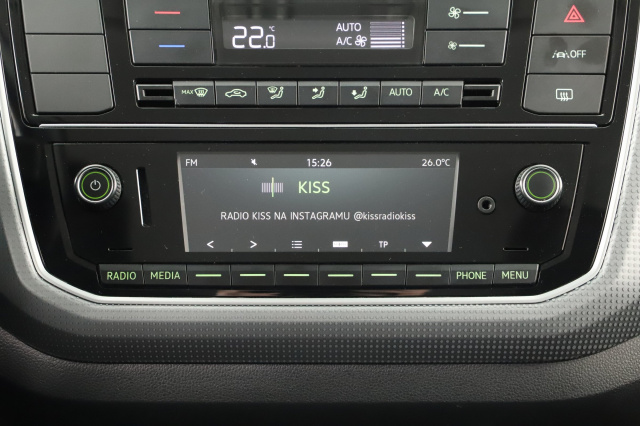 22.0 °C
AUTO
A/C
OFF
MAX
AUTO A/C
FM 15:26 26.0°C
KISS
RADIO KISS NA INSTAGRAMU @kissradiokiss
< > TP
RADIO MEDIA PHONE MENU